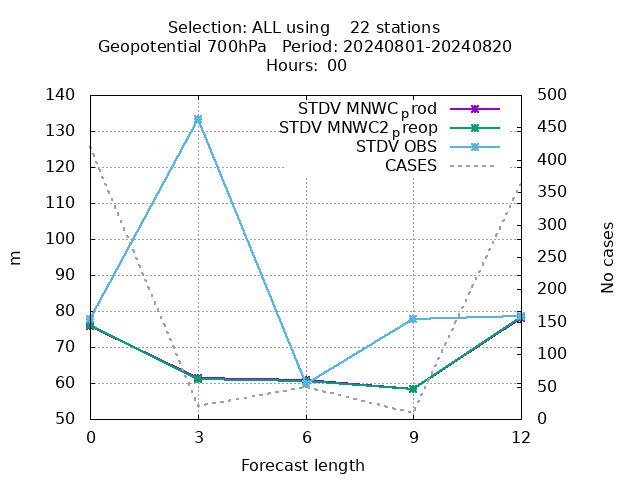 Selection: ALL using    22 stations
Geopotential 700hPa   Period: 20240801-20240820
Hours:  00
140
130
120
110
100
90
80
70
60
50
m
STDV MNWC_prod
STDV MNWC2_preop
STDV OBS
CASES
500
450
400
350
300
250
200
150
100
50
0
No cases
0 3 6 9 12
Forecast length